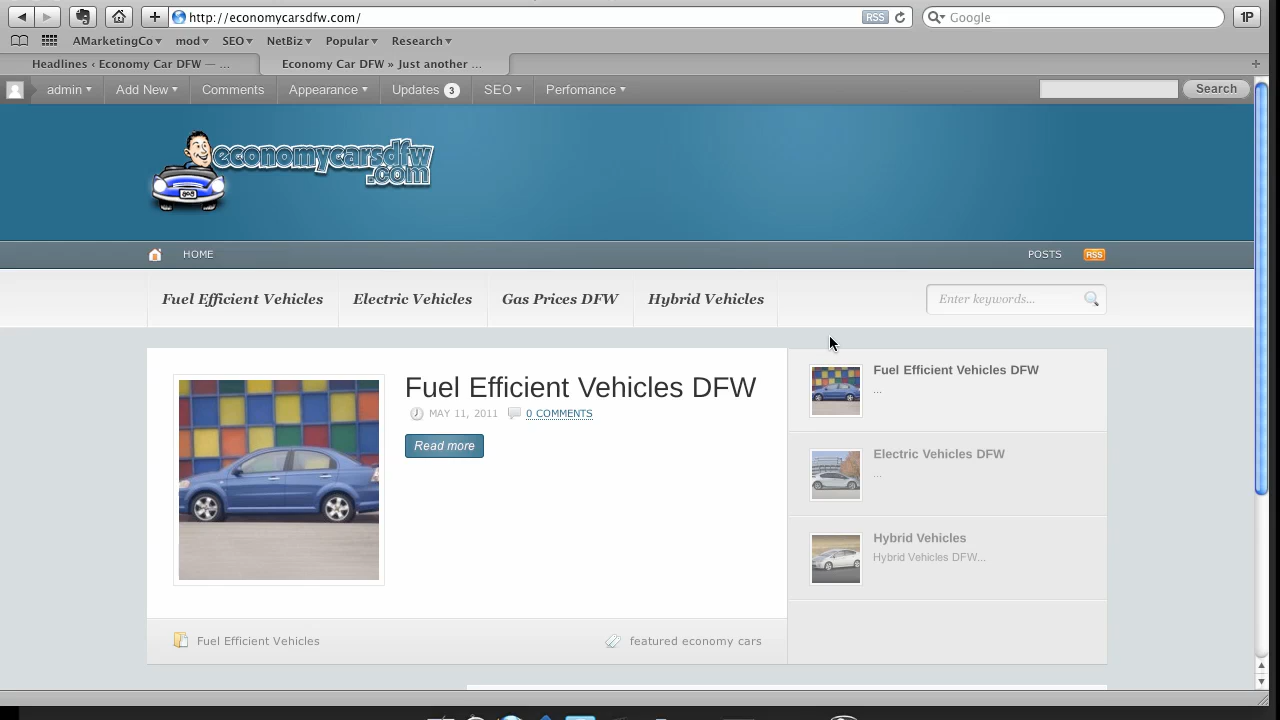 http://economycarsdfw.com/
RSS
Google
1P
AMarketingCo
mod
SEO
NetBiz
Popular
Research
Headlines ‹ Economy Car DFW — ...
Economy Car DFW » Just another ...
admin
Add New
Comments
Appearance
Updates 3
SEO
Perfomance
Search
economycarsdfw
.com
HOME
POSTS
RSS
Fuel Efficient Vehicles
Electric Vehicles
Gas Prices DFW
Hybrid Vehicles
Enter keywords...
Fuel Efficient Vehicles DFW
MAY 11, 2011
0 COMMENTS
Read more
Fuel Efficient Vehicles
featured economy cars
Fuel Efficient Vehicles DFW
...
Electric Vehicles DFW
...
Hybrid Vehicles
Hybrid Vehicles DFW...